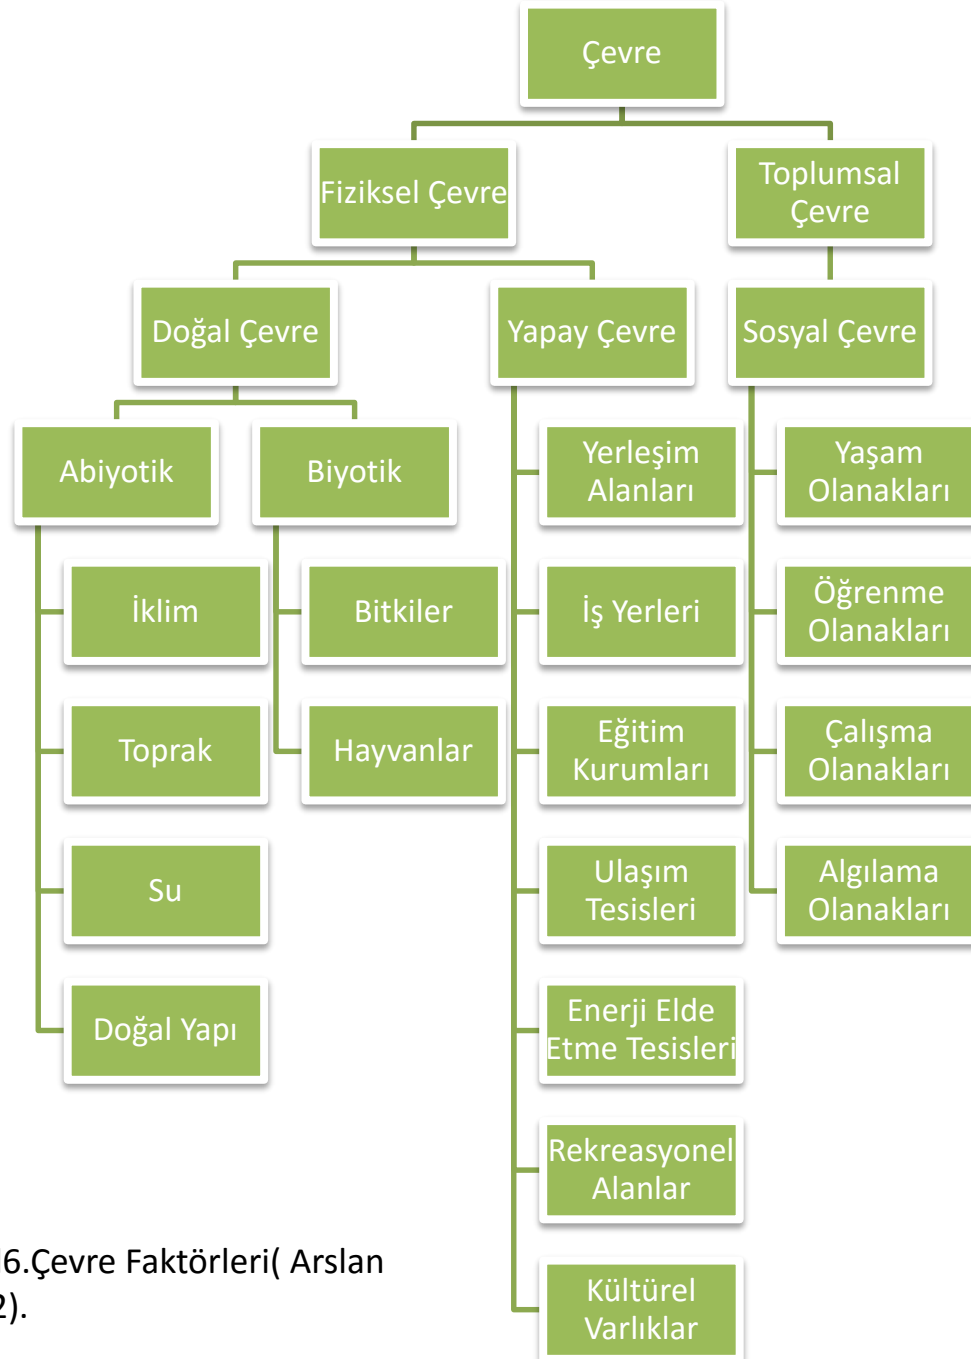 Çevre
Fiziksel Çevre
Toplumsal
Çevre
Doğal Çevre
Yapay Çevre
Sosyal Çevre
Abiyotik
Biyotik
Yerleşim
Alanları
Yaşam
Olanakları
İklim
Bitkiler
İş Yerleri
Öğrenme
Olanakları
Toprak
Hayvanlar
Eğitim
Kurumları
Çalışma
Olanakları
Su
Ulaşım
Tesisleri
Algılama
Olanakları
Doğal Yapı
Enerji Elde
Etme Tesisleri
Rekreasyonel
Alanlar
Kültürel
Varlıklar
6.Çevre Faktörleri( Arslan
2).